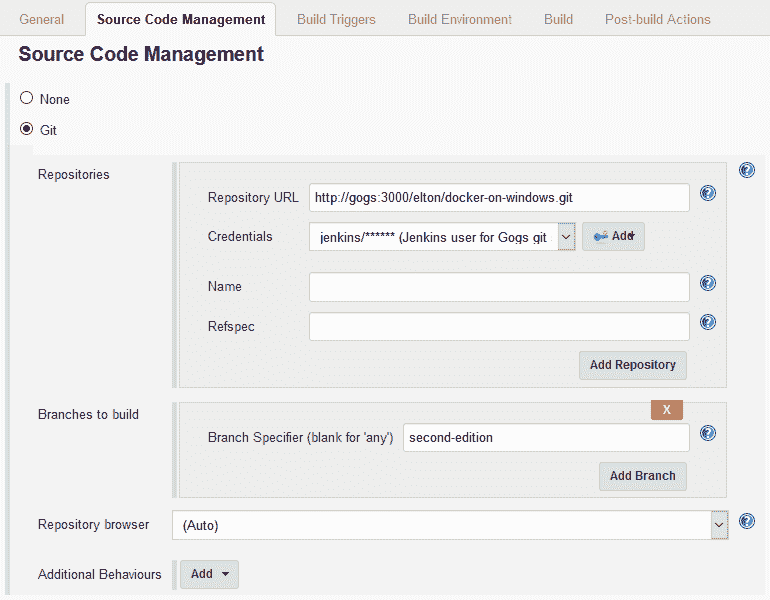 General Source Code Management Build Triggers Build Environment Build Post-build Actions
Source Code Management
None
Git
Repositories
Repository URL http://gogs:3000/elton/docker-on-windows.git
Credentials jenkins/****** (Jenkins user for Gogs git Add
Name
Refspec
Add Repository
Branches to build
X
Branch Specifier (blank for 'any') second-edition
Add Branch
Repository browser (Auto)
Additional Behaviours Add